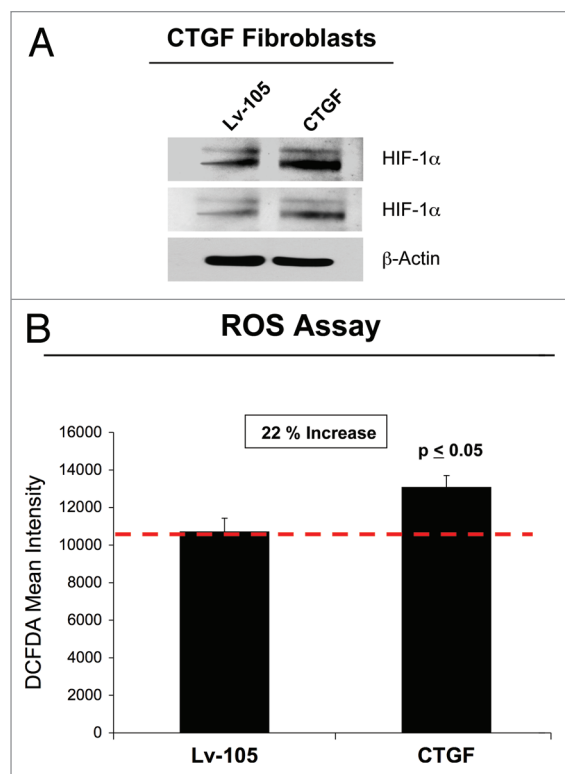 A
CTGF Fibroblasts
Lv-105
CTGF
HIF-1α
HIF-1α
β-Actin
B
ROS Assay
22 % Increase
p ≤ 0.05
DCFDA Mean Intensity
16000
14000
12000
10000
8000
6000
4000
2000
0
Lv-105
CTGF